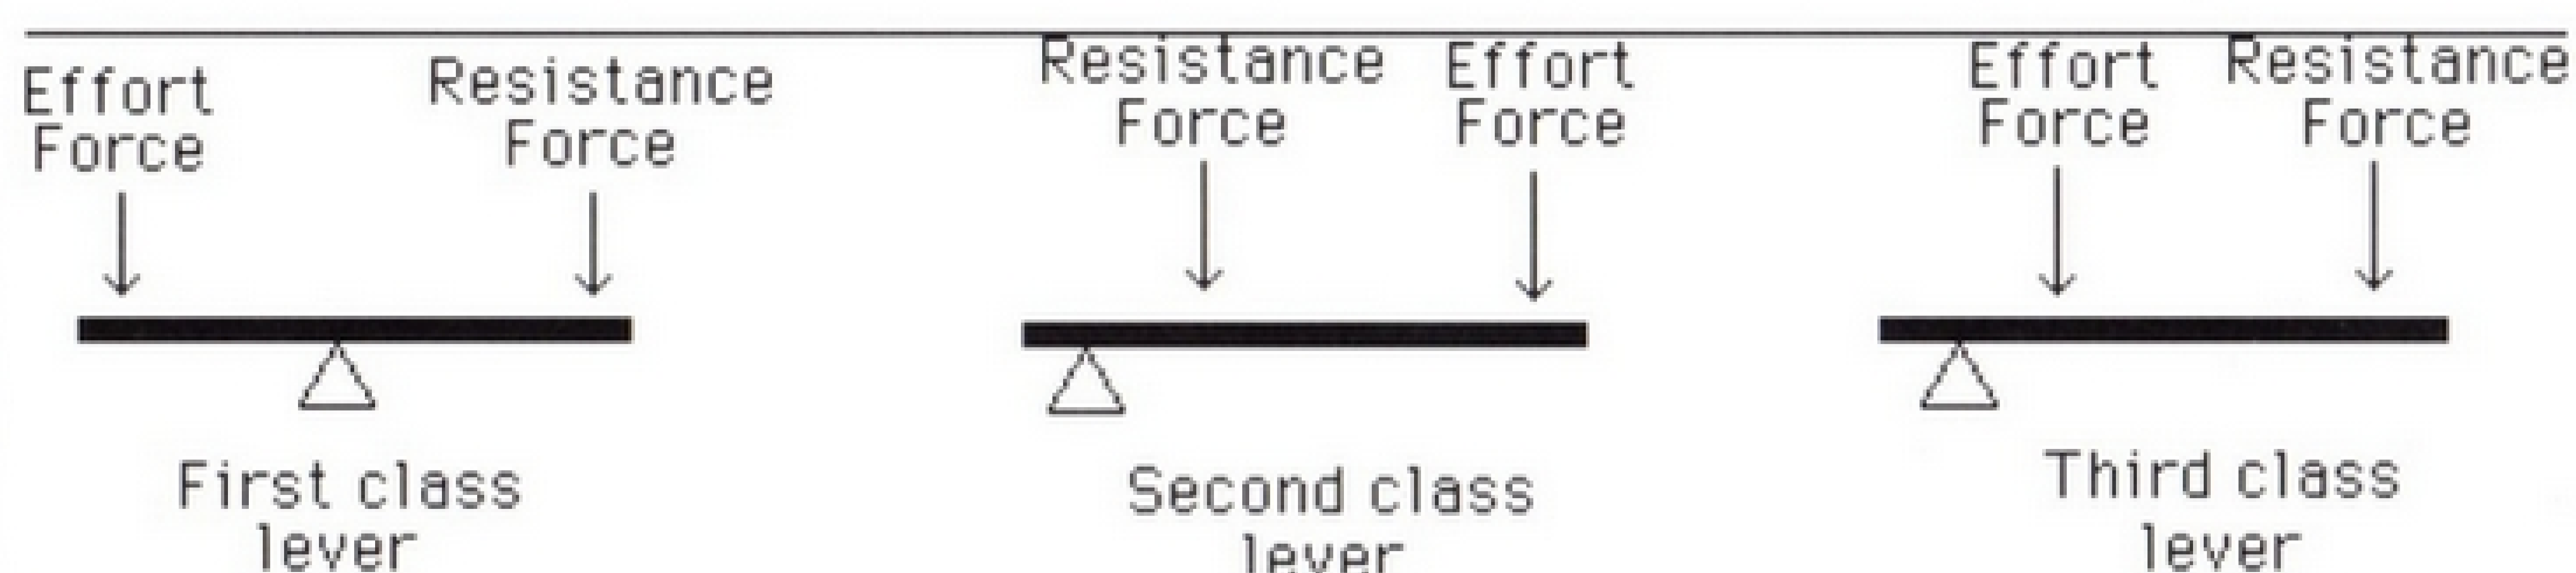 Effort
Force
Resistance
Force
Resistance
Force
Effort
Force
Effort
Force
Resistance
Force
First class
lever
Second class
lever
Third class
lever